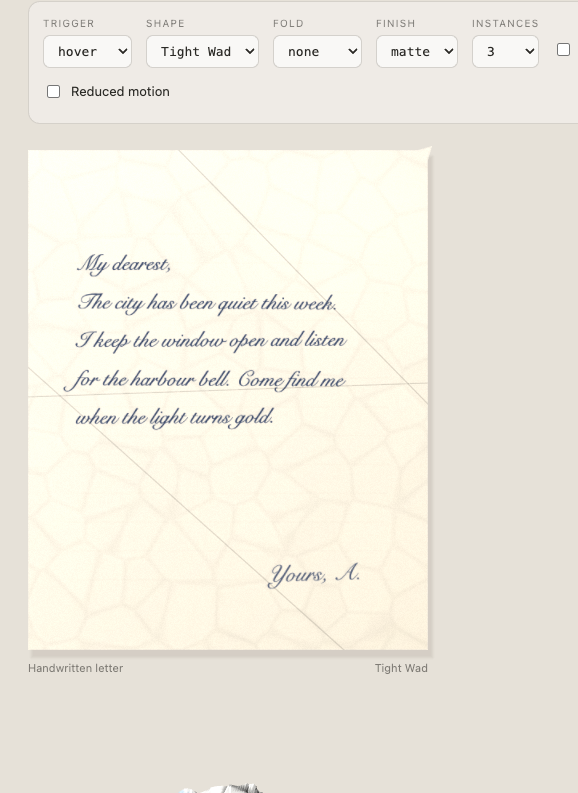 TRIGGER SHAPE FOLD FINISH INSTANCES
hover Tight Wad none matte 3
Reduced motion
My dearest,
The city has been quiet this week.
I keep the window open and listen
for the harbour bell. Come find me
when the light turns gold.
Yours, A.
Handwritten letter Tight Wad